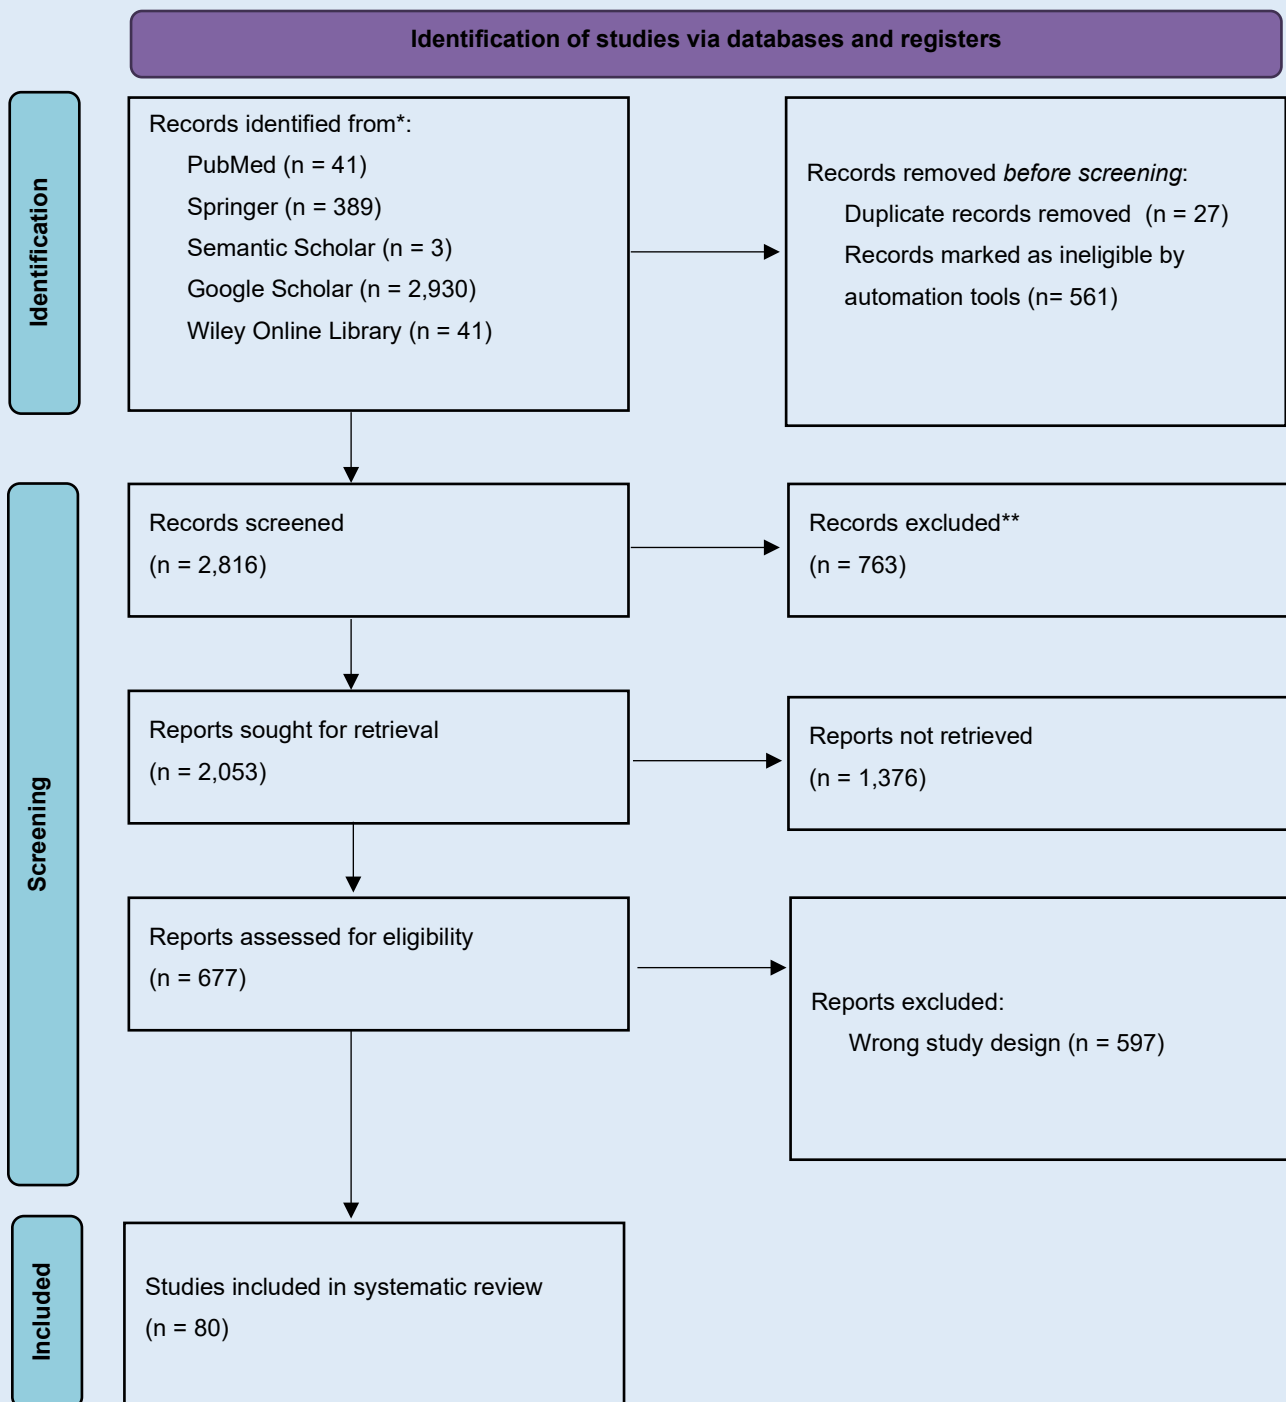 Identification of studies via databases and registers
Identification
Records identified from*:
PubMed (n = 41)
Springer (n = 389)
Semantic Scholar (n = 3)
Google Scholar (n = 2,930)
Wiley Online Library (n = 41)
Records removed before screening:
Duplicate records removed (n = 27)
Records marked as ineligible by
automation tools (n= 561)
Screening
Records screened
(n = 2,816)
Records excluded**
(n = 763)
Reports sought for retrieval
(n = 2,053)
Reports not retrieved
(n = 1,376)
Reports assessed for eligibility
(n = 677)
Reports excluded:
Wrong study design (n = 597)
Included
Studies included in systematic review
(n = 80)